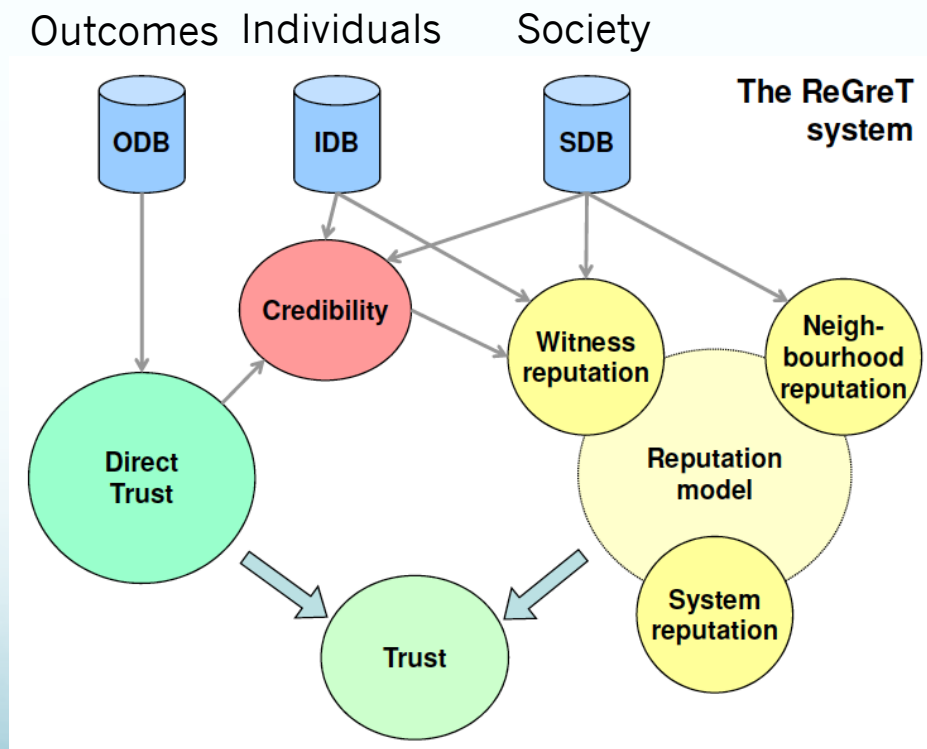 Outcomes Individuals Society
The ReGreT
system
ODB
IDB
SDB
Credibility
Witness
reputation
Neigh-
bourhood
reputation
Direct
Trust
Reputation
model
System
reputation
Trust